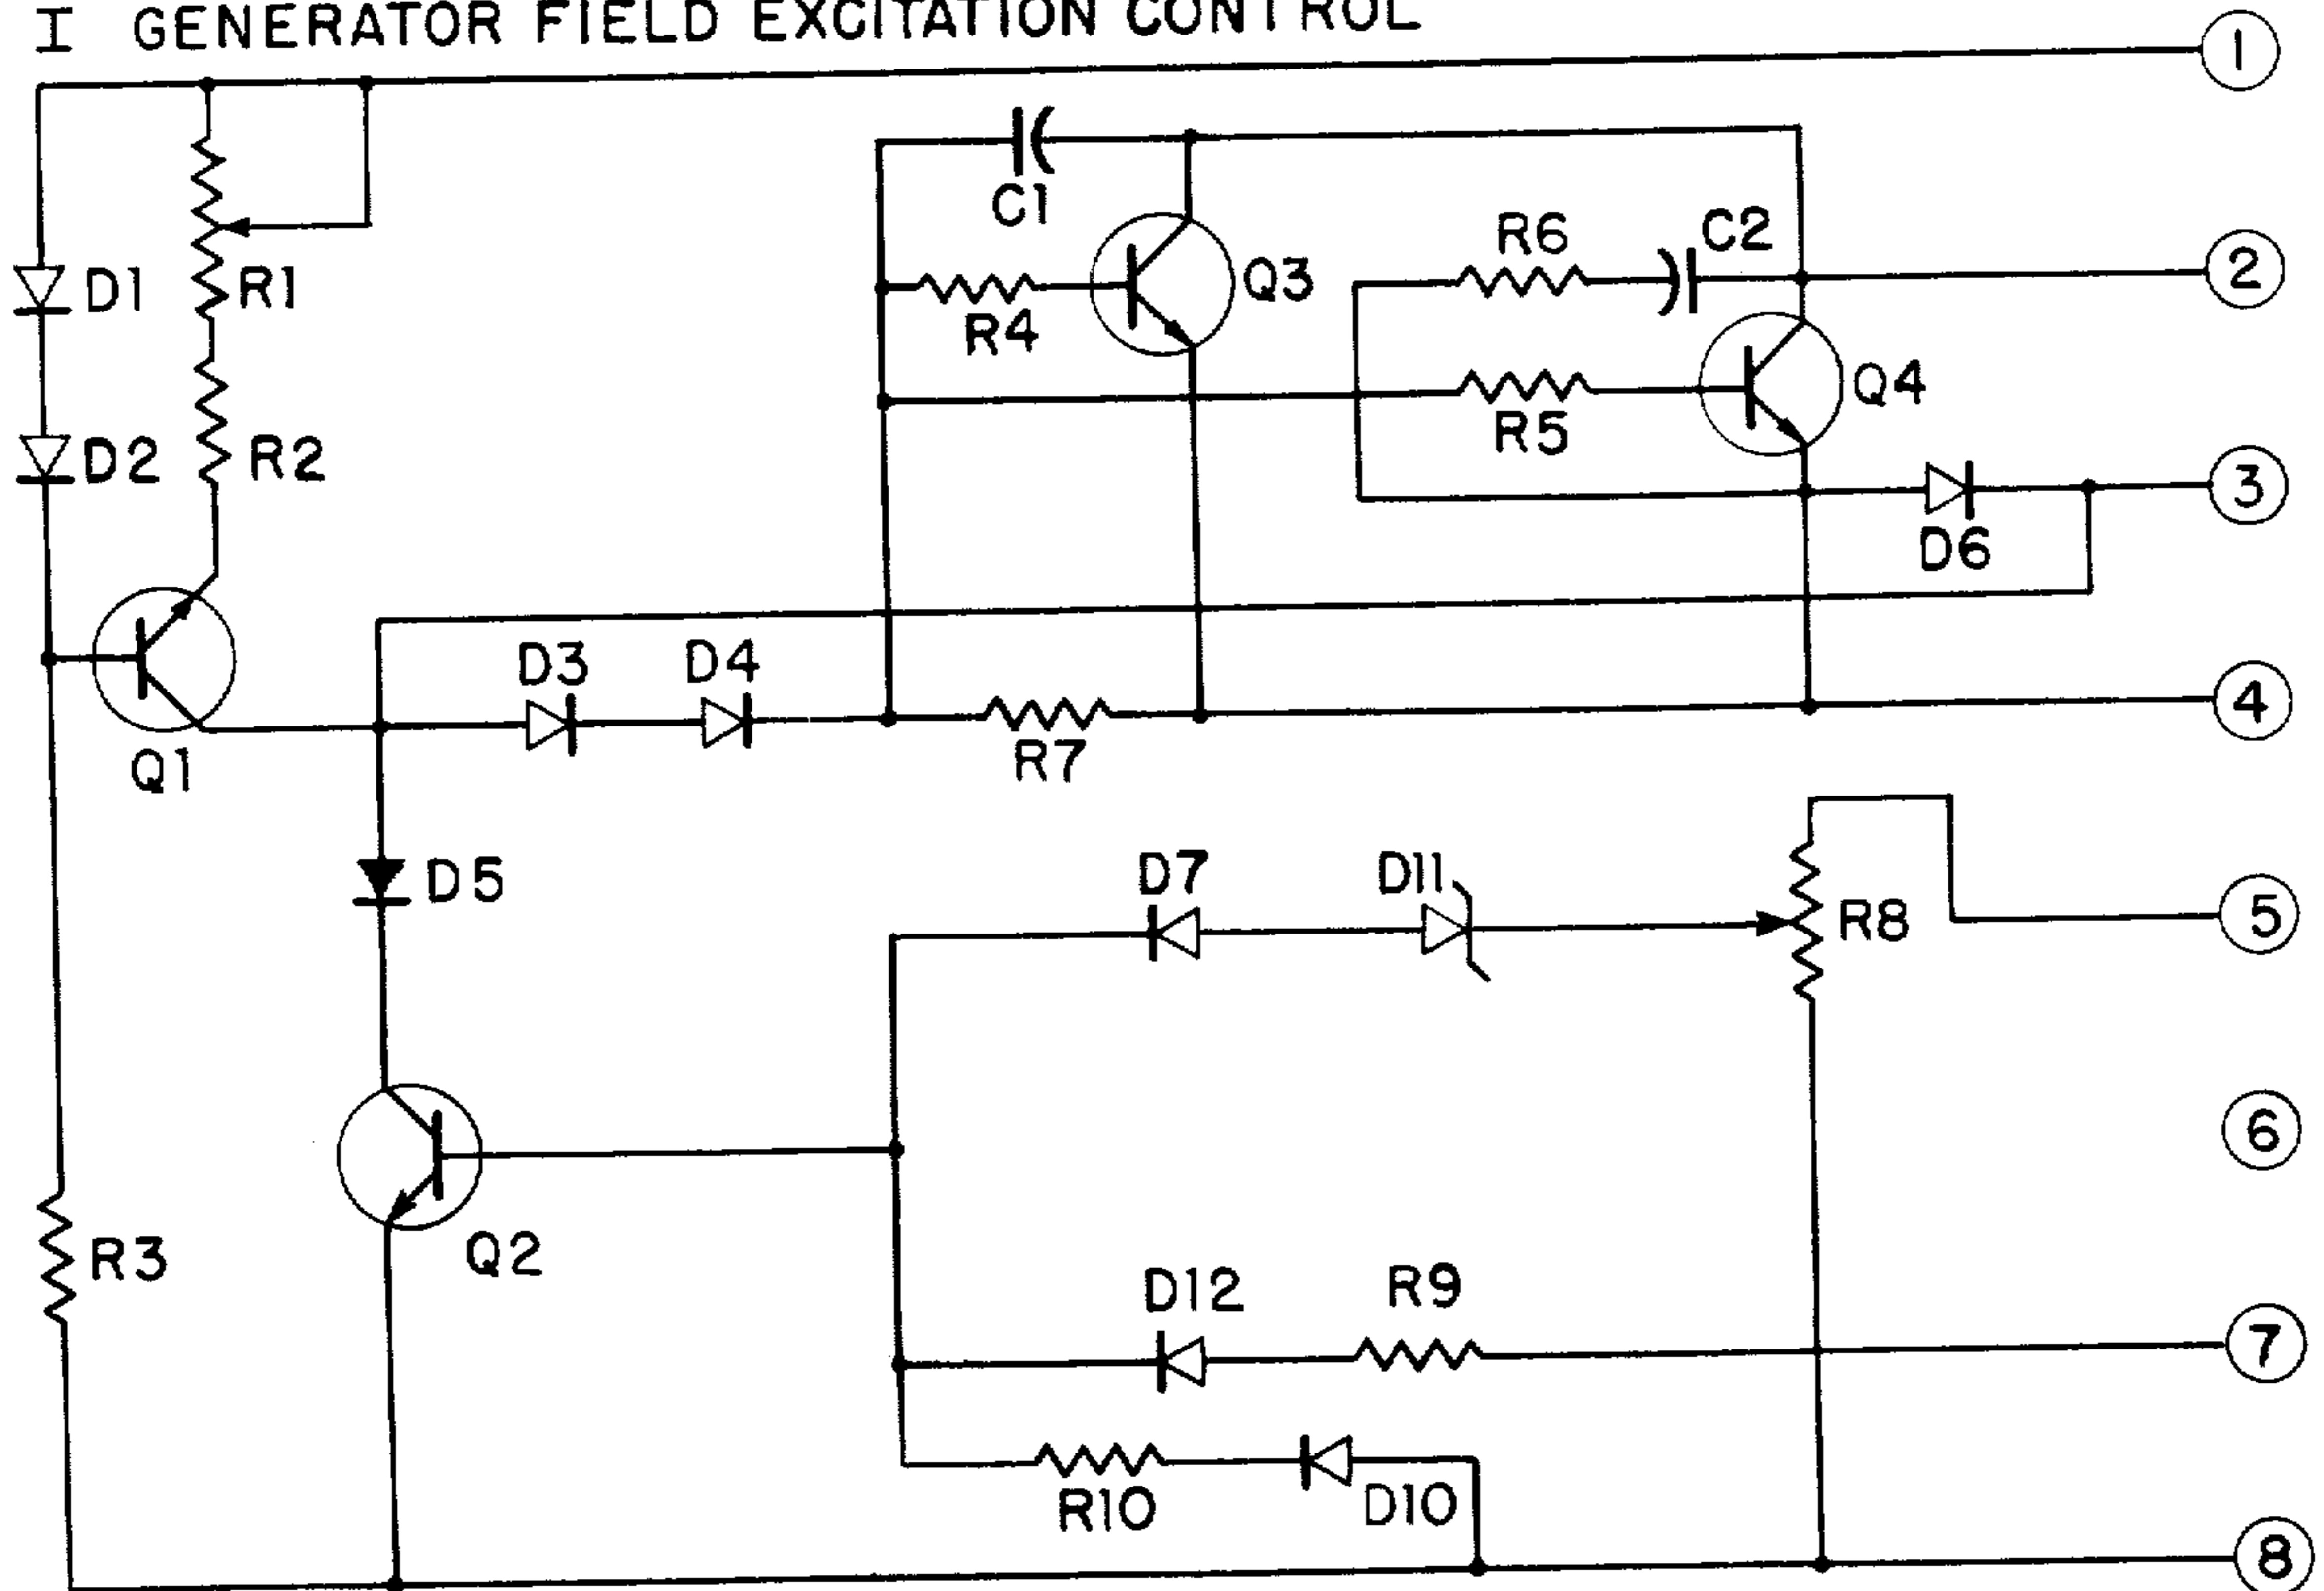 I GENERATOR FIELD EXCITATION CONTROL
1
C1
R6
C2
2
D1
R1
Q3
R4
Q4
R5
D2
R2
3
D6
D3
D4
4
Q1
R7
D5
D7
D11
R8
5
6
R3
Q2
D12
R9
7
R10
D10
8